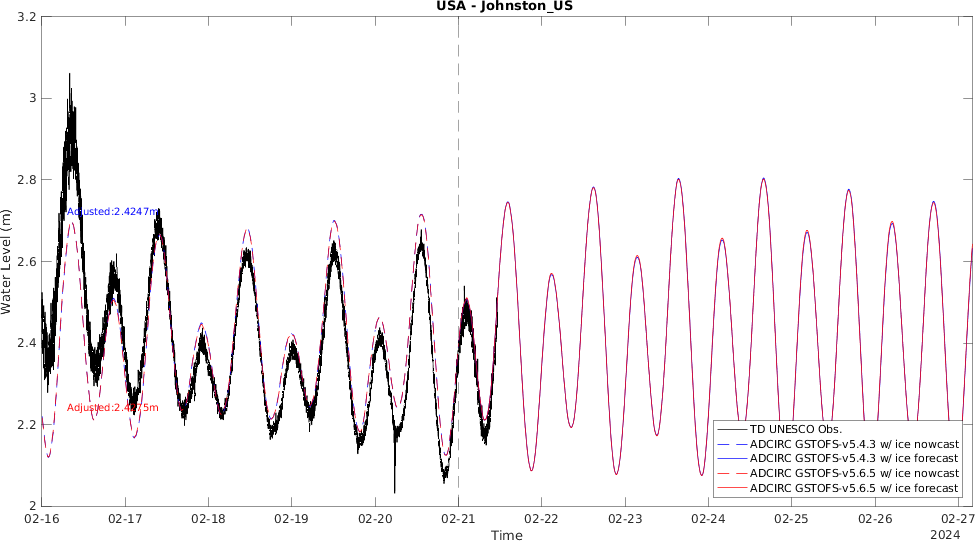 USA - Johnston_US
3.2
3
2.8
2.6
2.4
2.2
2
Water Level (m)
Adjusted:2.4247m
TD UNESCO Obs.
ADCIRC GSTOFS-v5.4.3 w/ ice nowcast
ADCIRC GSTOFS-v5.4.3 w/ ice forecast
ADCIRC GSTOFS-v5.6.5 w/ ice nowcast
ADCIRC GSTOFS-v5.6.5 w/ ice forecast
02-16 02-17 02-18 02-19 02-20 02-21 02-22 02-23 02-24 02-25 02-26 02-27
Time
2024